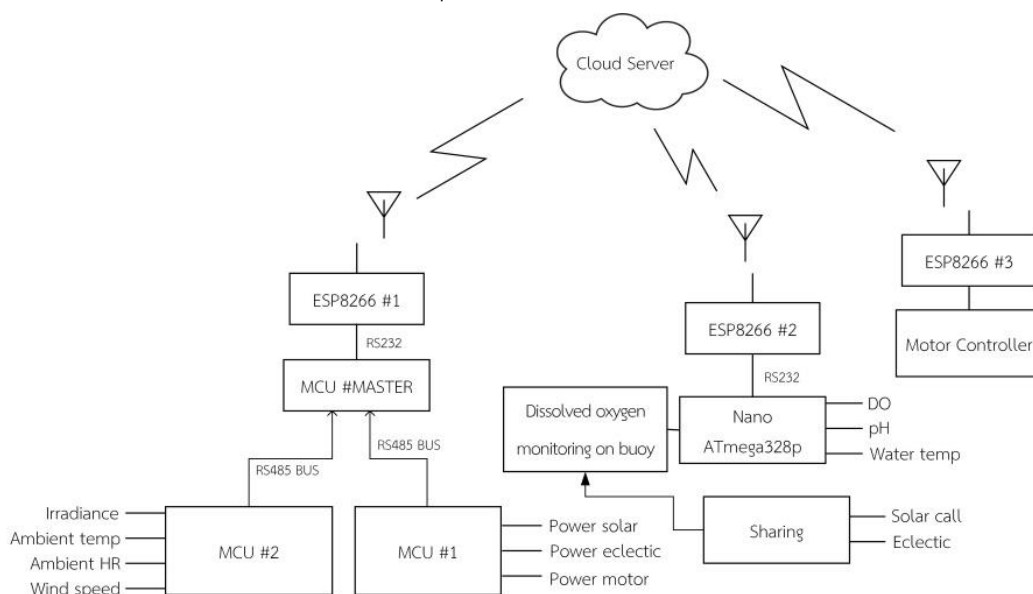 Cloud Server
ESP8266 #1
RS232
MCU #MASTER
RS485 BUS
RS485 BUS
Irradiance
Ambient temp
Ambient HR
Wind speed
MCU #2
MCU #1
Power solar
Power eclectic
Power motor
ESP8266 #2
RS232
Dissolved oxygen
monitoring on buoy
Nano
ATmega328p
DO
pH
Water temp
Sharing
Solar call
Eclectic
ESP8266 #3
Motor Controller